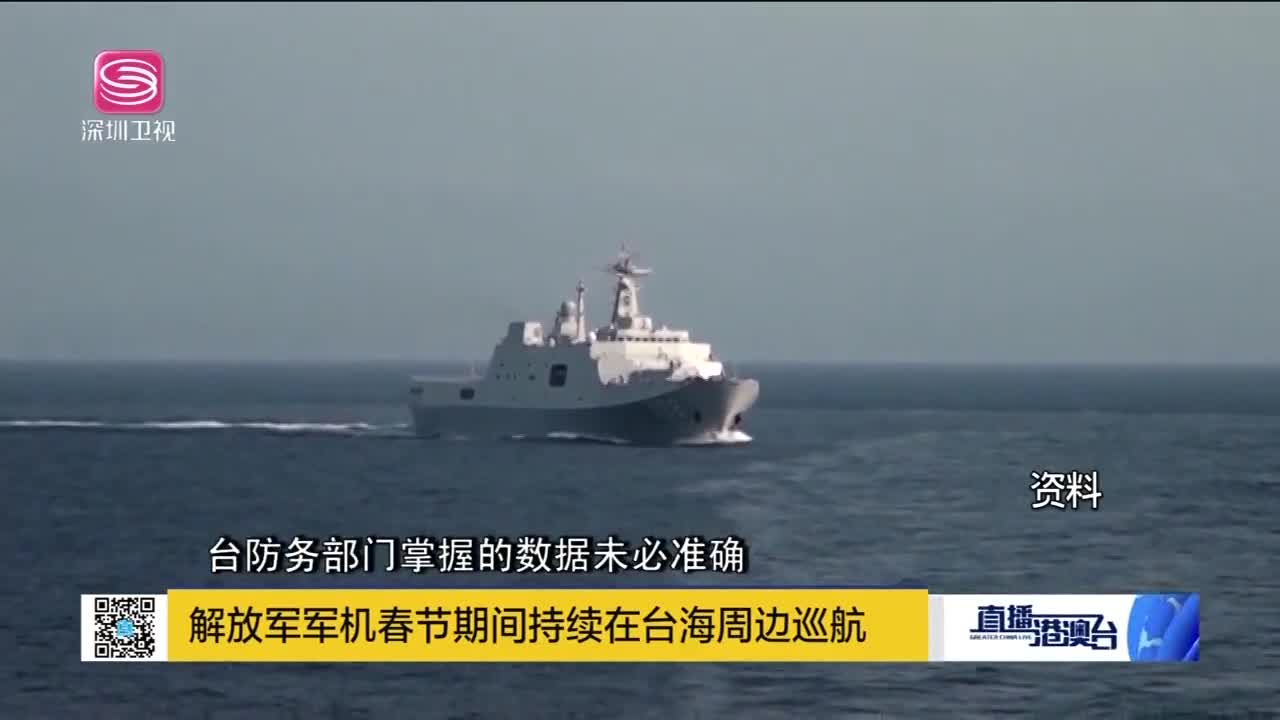 深圳卫视
资料
台防务部门掌握的数据未必准确
解放军军机春节期间持续在台海周边巡航
直播港澳台
GREATER CHINA LIVE